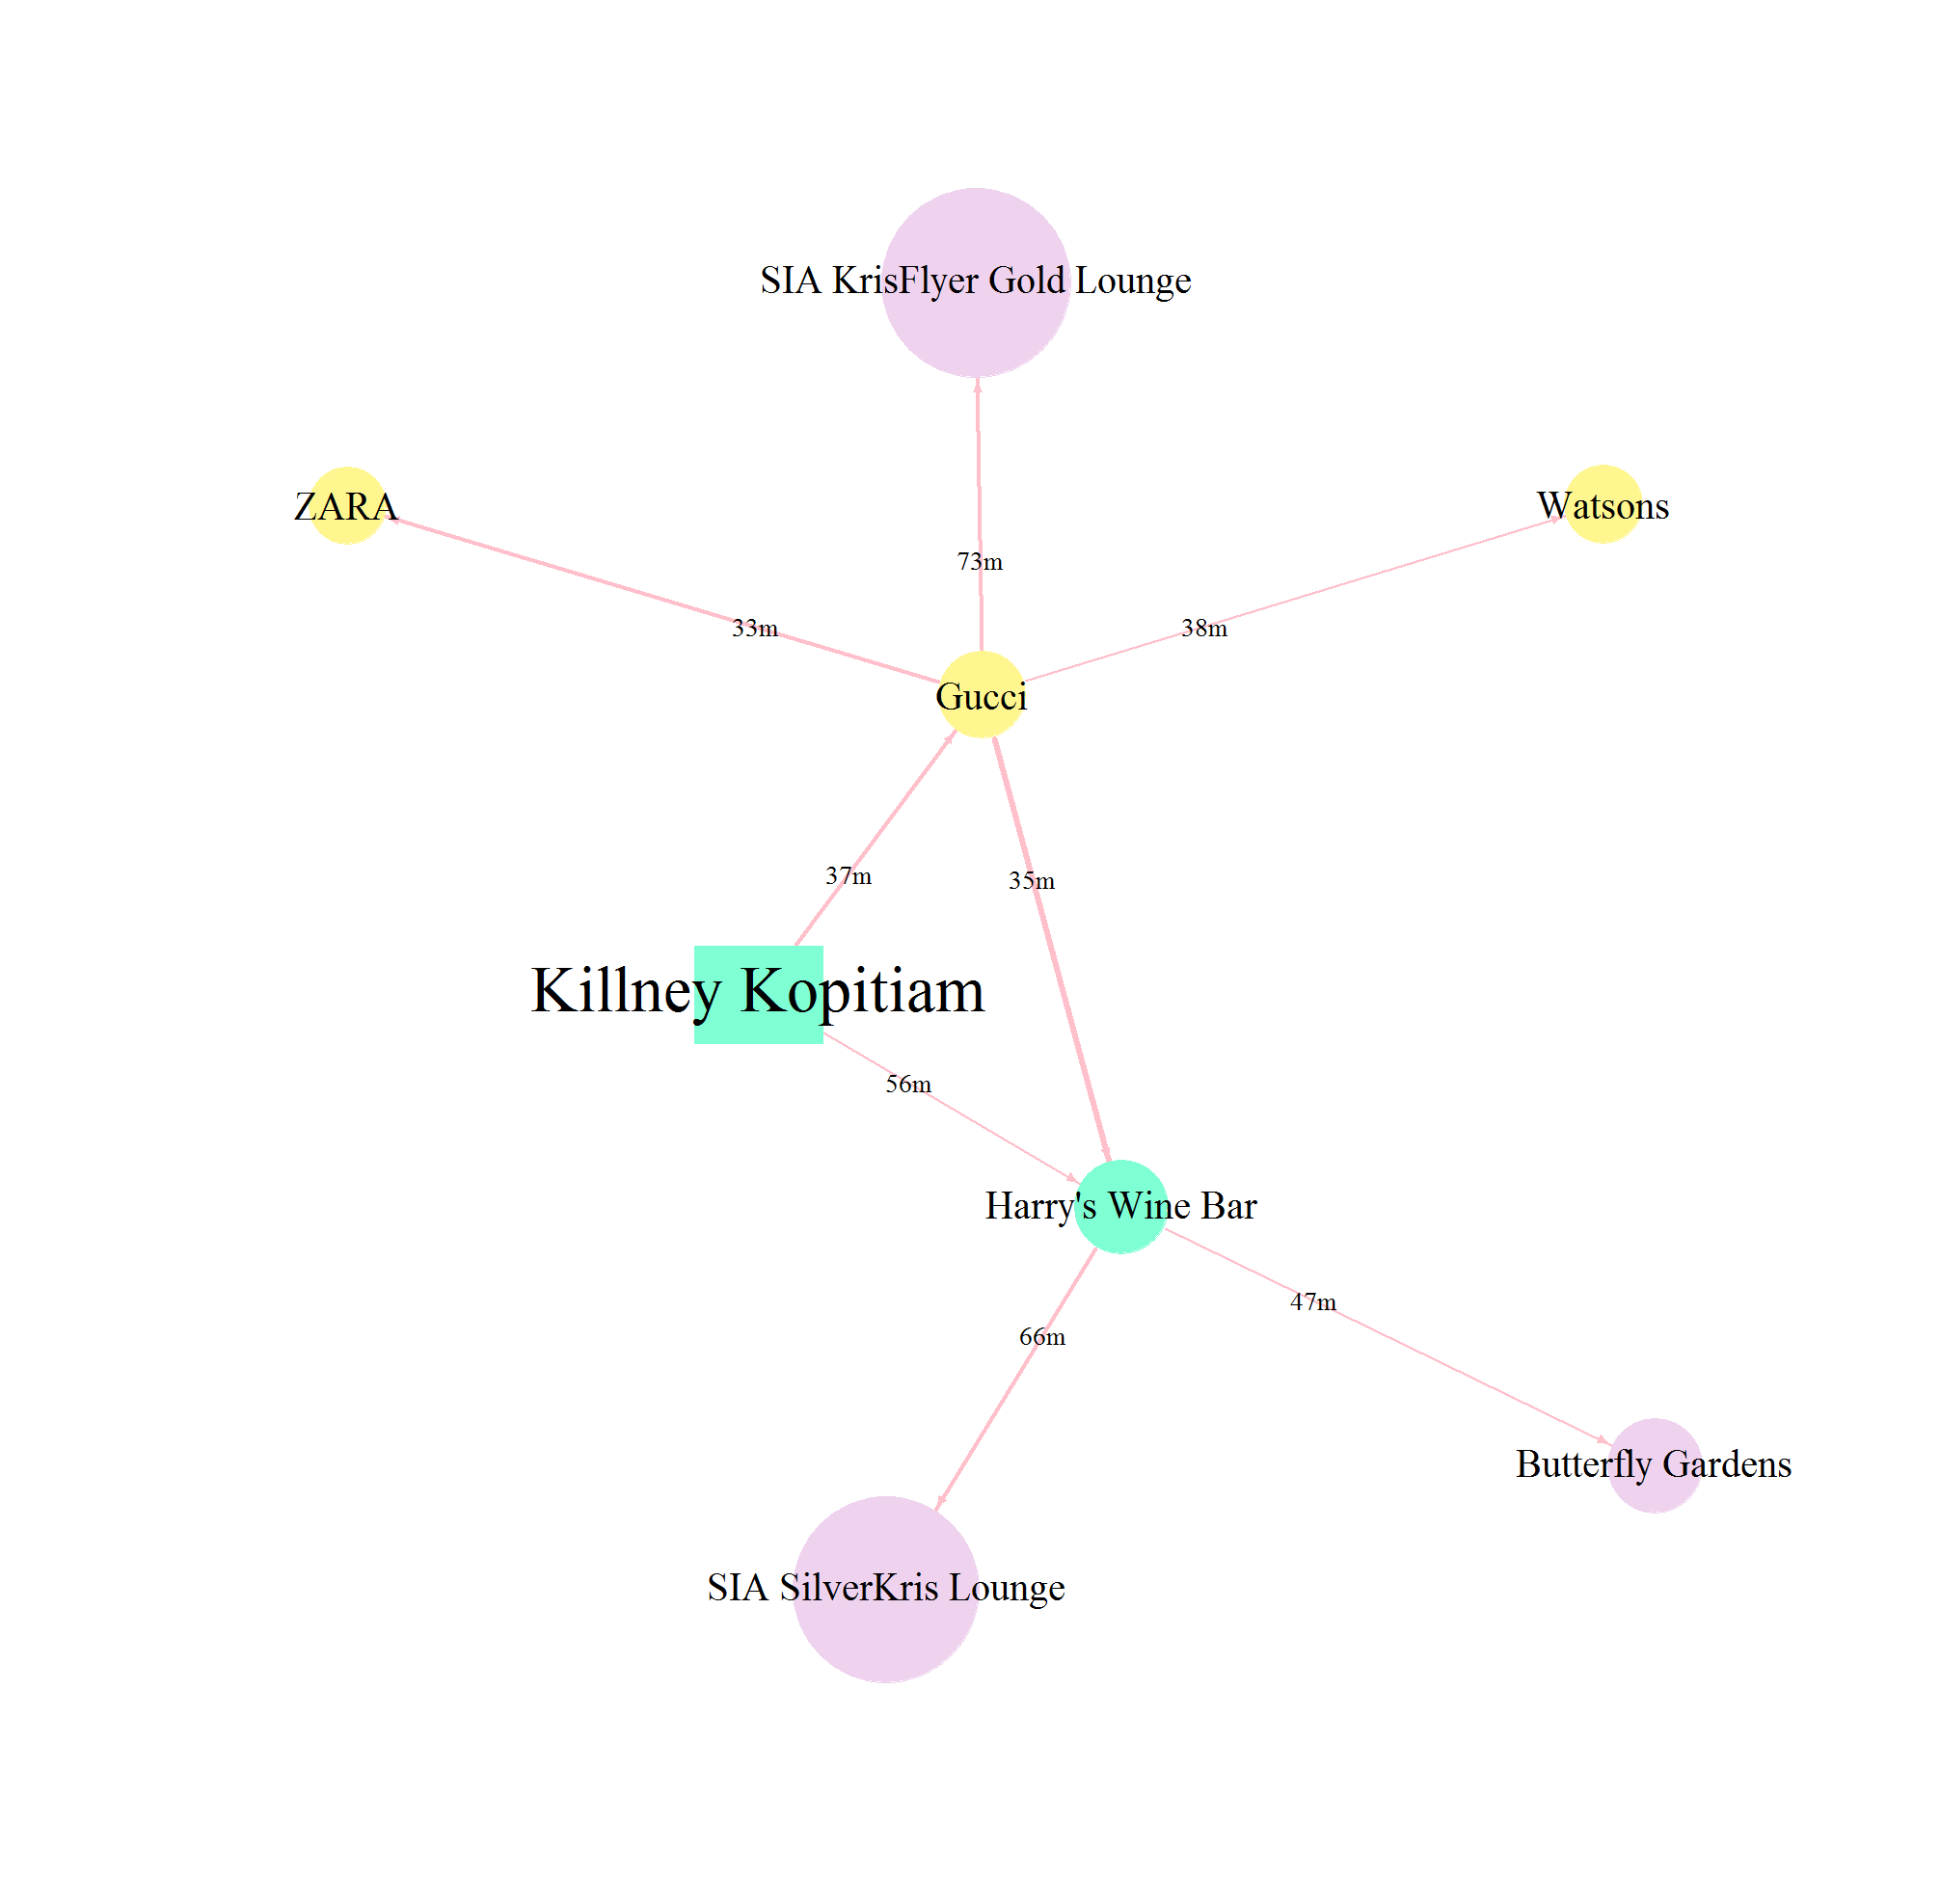 SIA KrisFlyer Gold Lounge
ZARA
Watsons
73m
33m
38m
Gucci
37m
35m
Killney Kopitiam
56m
Harry's Wine Bar
47m
66m
Butterfly Gardens
SIA SilverKris Lounge